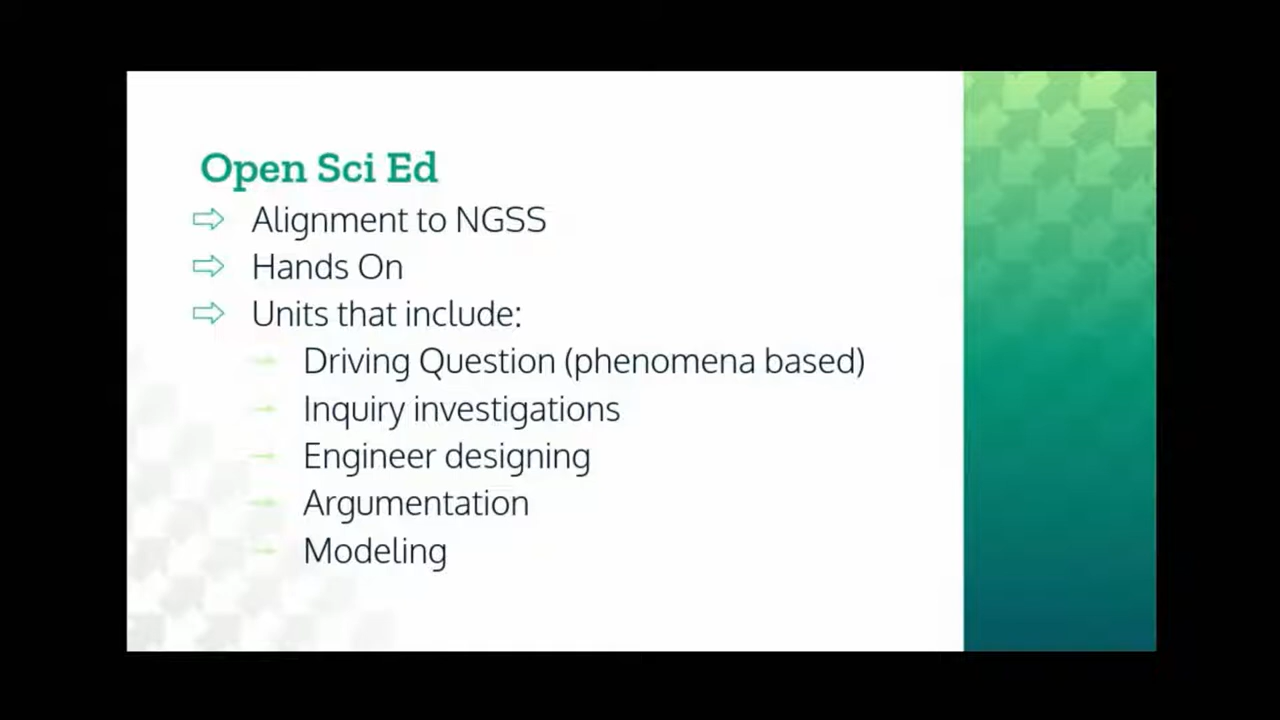 Open Sci Ed
Alignment to NGSS
Hands On
Units that include:
Driving Question (phenomena based)
Inquiry investigations
Engineer designing
Argumentation
Modeling